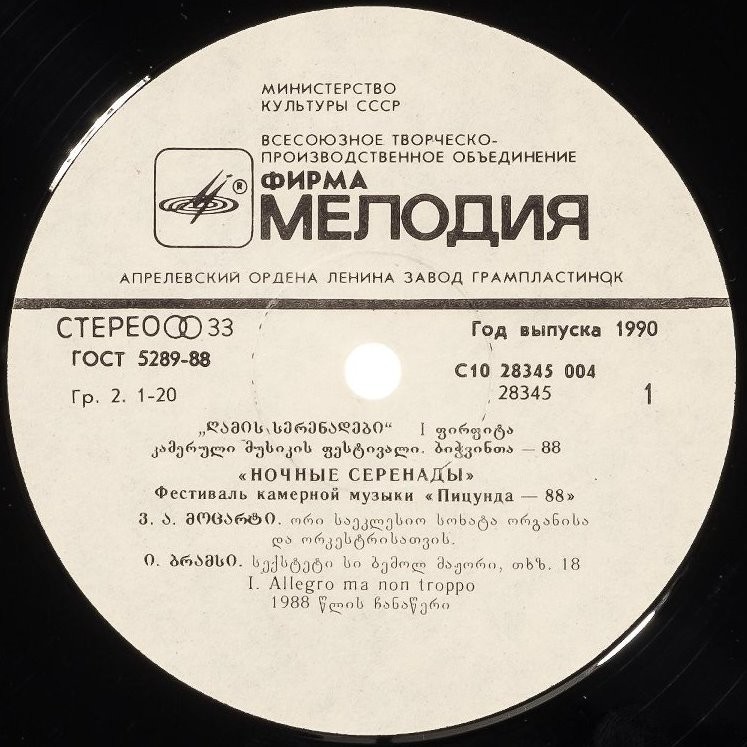 МИНИСТЕРСТВО
КУЛЬТУРЫ СССР
ВСЕСОЮЗНОЕ ТВОРЧЕСКО-
ПРОИЗВОДСТВЕННОЕ ОБЪЕДИНЕНИЕ
®
ФИРМА
МЕЛОДИЯ
АПРЕЛЕВСКИЙ ОРДЕНА ЛЕНИНА ЗАВОД ГРАМПЛАСТИНОК
СТЕРЕО 33
Год выпуска 1990
ГОСТ 5289-88
С10 28345 004
Гр. 2. 1-20
28345
1
„ღამის სერენადები“ I ფირფიტა
კამერული მუსიკის ფესტივალი. ბიჭვინთა — 88
«НОЧНЫЕ СЕРЕНАДЫ»
Фестиваль камерной музыки «Пицунда — 88»
ვ. ა. მოცარტი. ორი საეკლესიო სონატა ორგანისა
და ორკესტრისათვის.
ი. ბრამსი. სექსტეტი სი ბემოლ მაჟორი, თხზ. 18
I. Allegro ma non troppo
1988 წლის ჩანაწერი